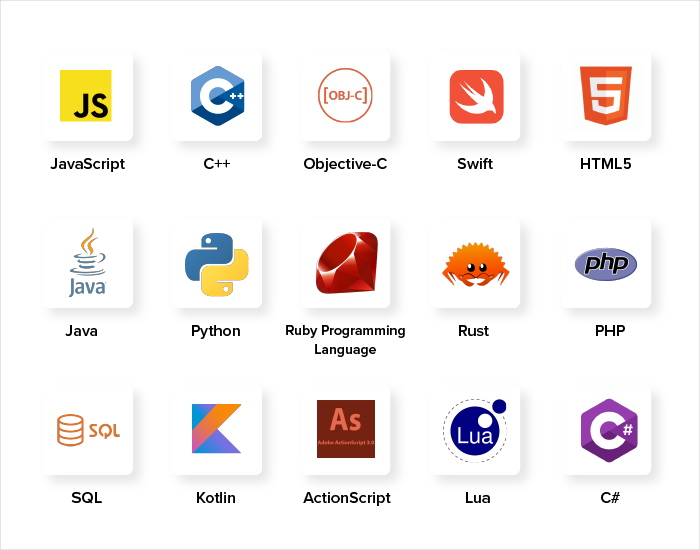 JS
C++
[OBJ-C]
5
JavaScript
C++
Objective-C
Swift
HTML5
Java
php
Java
Python
Ruby Programming
Language
Rust
PHP
SQL
As
Adobe ActionScript 3.0
Lua
C#
SQL
Kotlin
ActionScript
Lua
C#